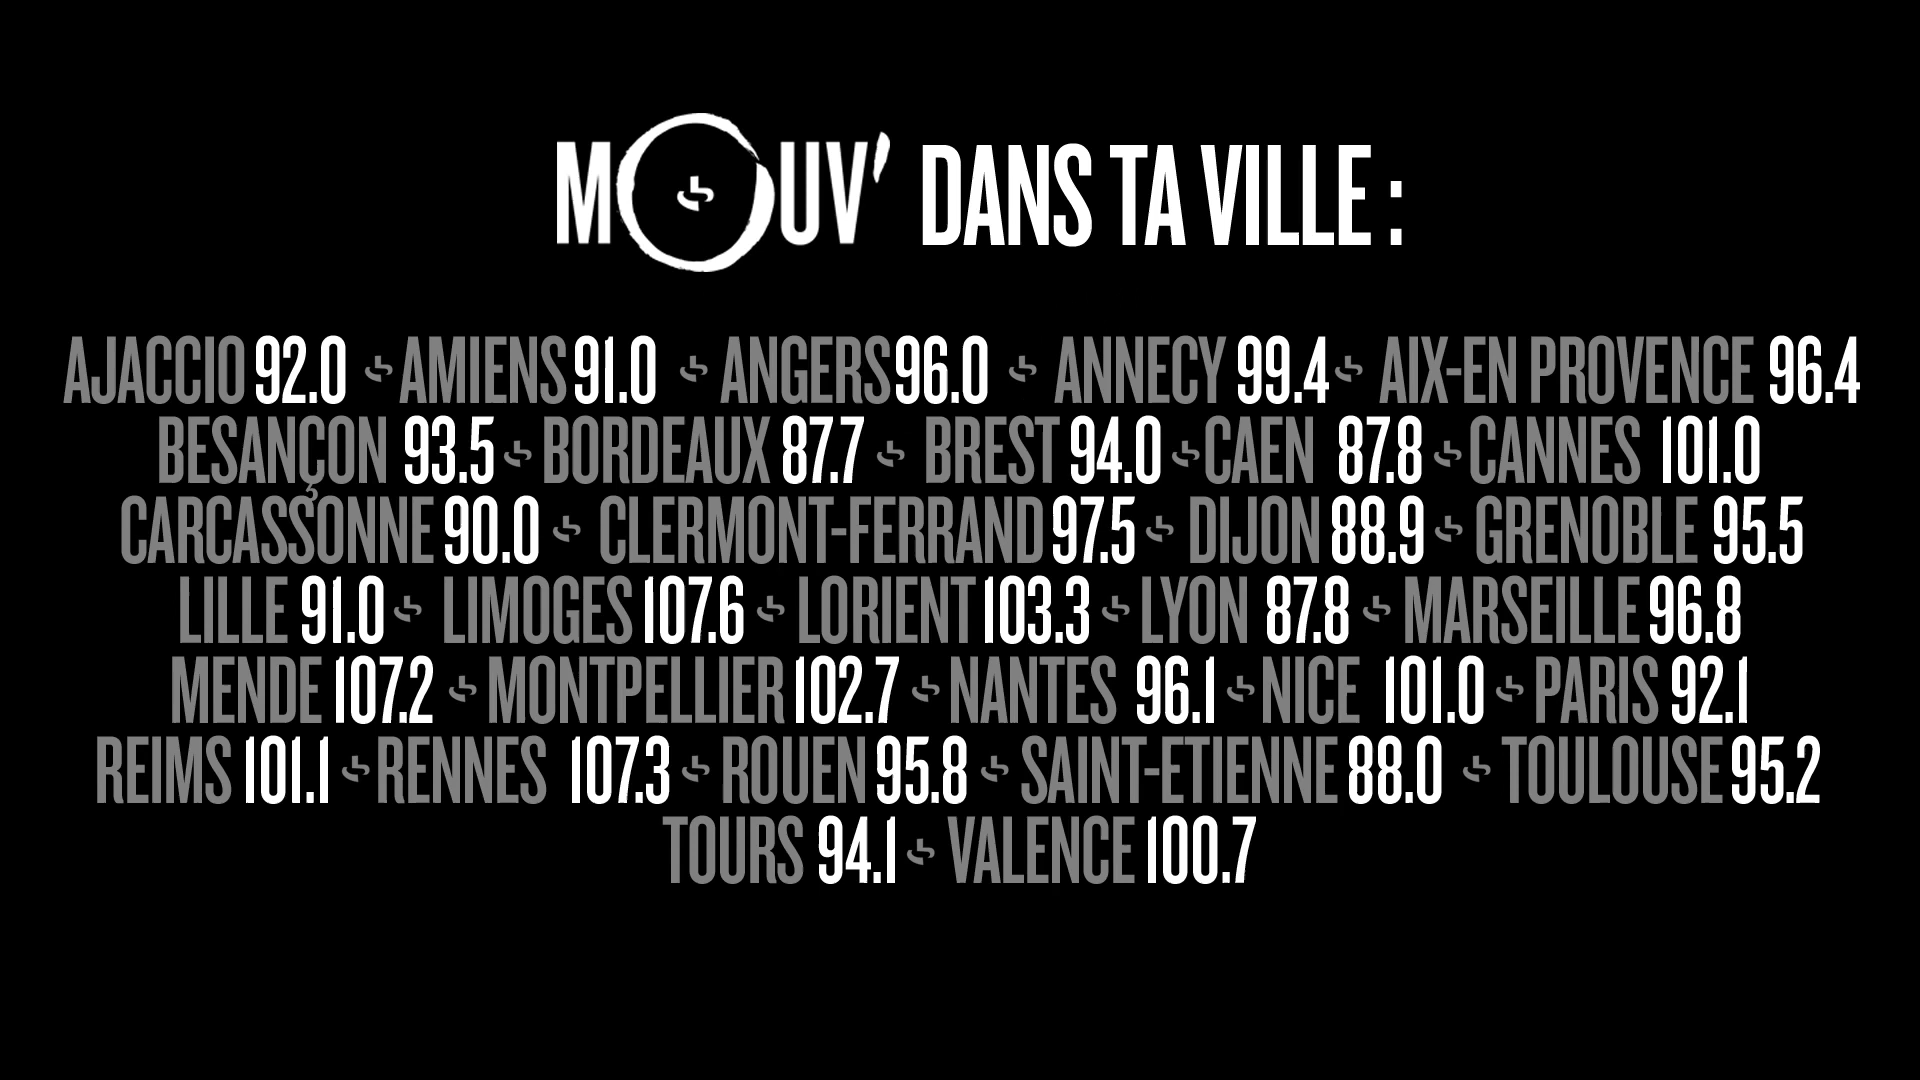 MOUV' DANS TA VILLE :
AJACCIO 92.0 AMIENS 91.0 ANGERS 96.0 ANNECY 99.4 AIX-EN PROVENCE 96.4
BESANÇON 93.5 BORDEAUX 87.7 BREST 94.0 CAEN 87.8 CANNES 101.0
CARCASSONNE 90.0 CLERMONT-FERRAND 97.5 DIJON 88.9 GRENOBLE 95.5
LILLE 91.0 LIMOGES 107.6 LORIENT 103.3 LYON 87.8 MARSEILLE 96.8
MENDE 107.2 MONTPELLIER 102.7 NANTES 96.1 NICE 101.0 PARIS 92.1
REIMS 101.1 RENNES 107.3 ROUEN 95.8 SAINT-ETIENNE 88.0 TOULOUSE 95.2
TOURS 94.1 VALENCE 100.7